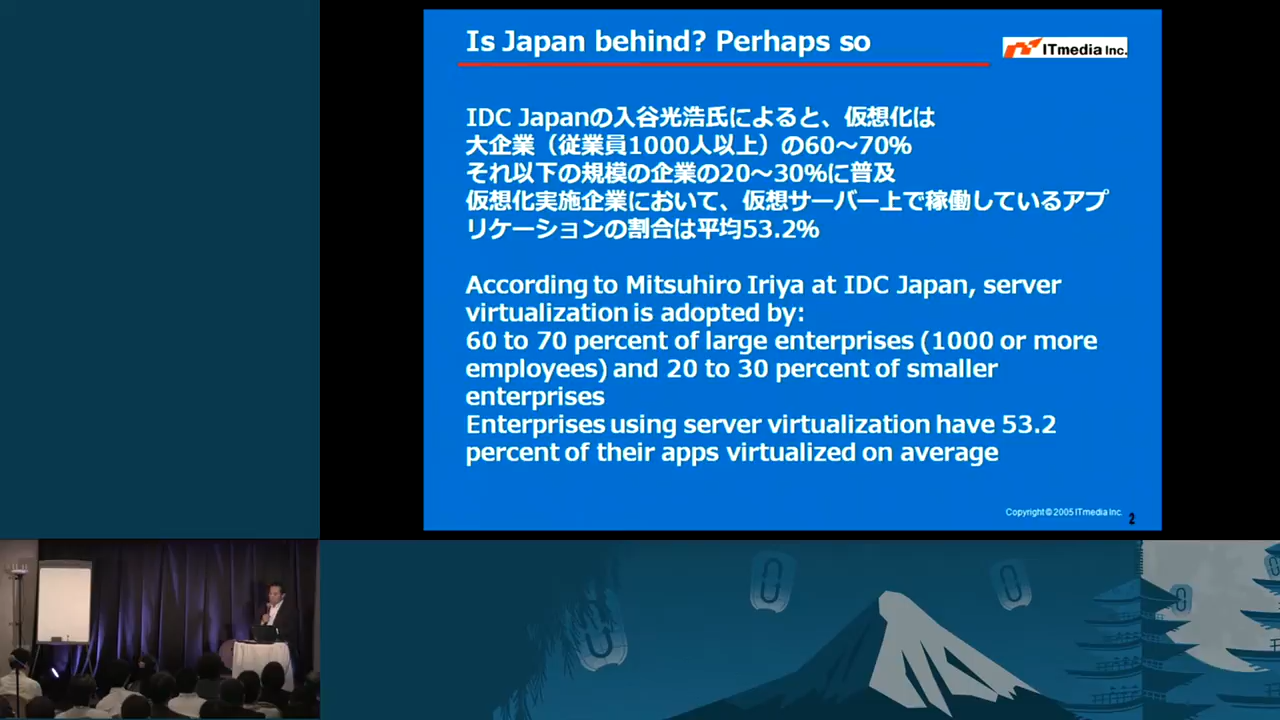 Is Japan behind? Perhaps so
ITmedia Inc.
IDC Japanの入谷光浩氏によると、仮想化は
大企業（従業員1000人以上）の60～70%
それ以下の規模の企業の20～30%に普及
仮想化実施企業において、仮想サーバー上で稼働しているアプ
リケーションの割合は平均53.2%
According to Mitsuhiro Iriya at IDC Japan, server
virtualization is adopted by:
60 to 70 percent of large enterprises (1000 or more
employees) and 20 to 30 percent of smaller
enterprises
Enterprises using server virtualization have 53.2
percent of their apps virtualized on average
Copyright © 2005 ITmedia Inc.
2